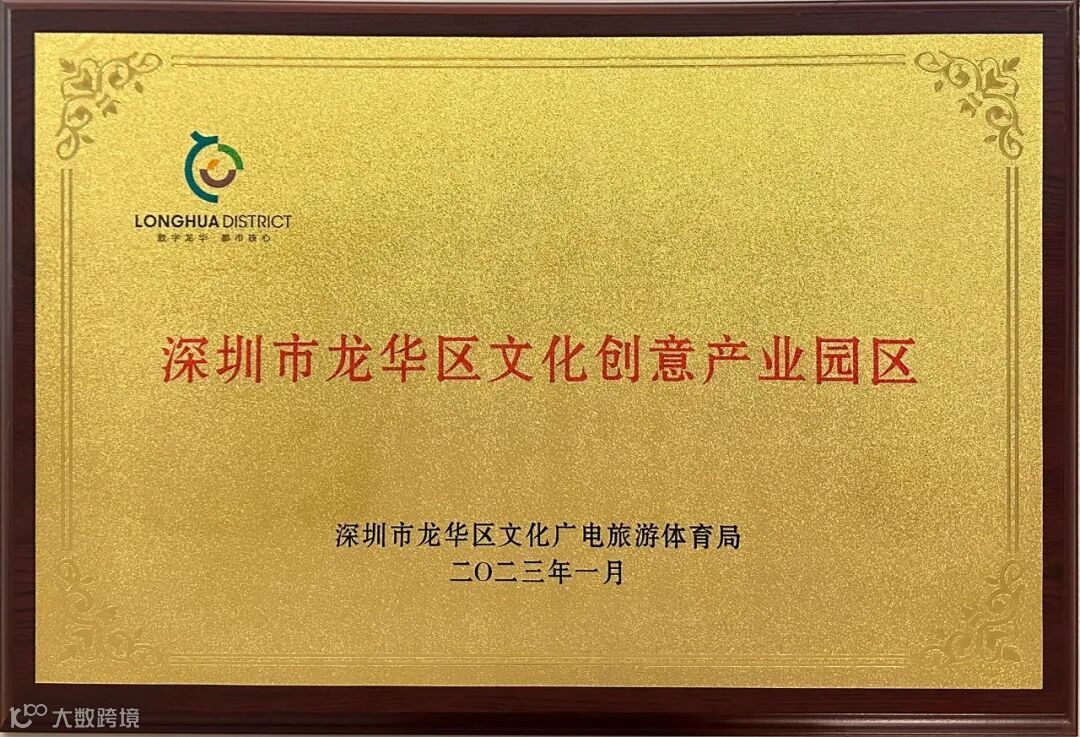 LONGHUA DISTRICT
数字龙华 都市核心
深圳市龙华区文化创意产业园区
深圳市龙华区文化广电旅游体育局
二〇二三年一月
大数跨境